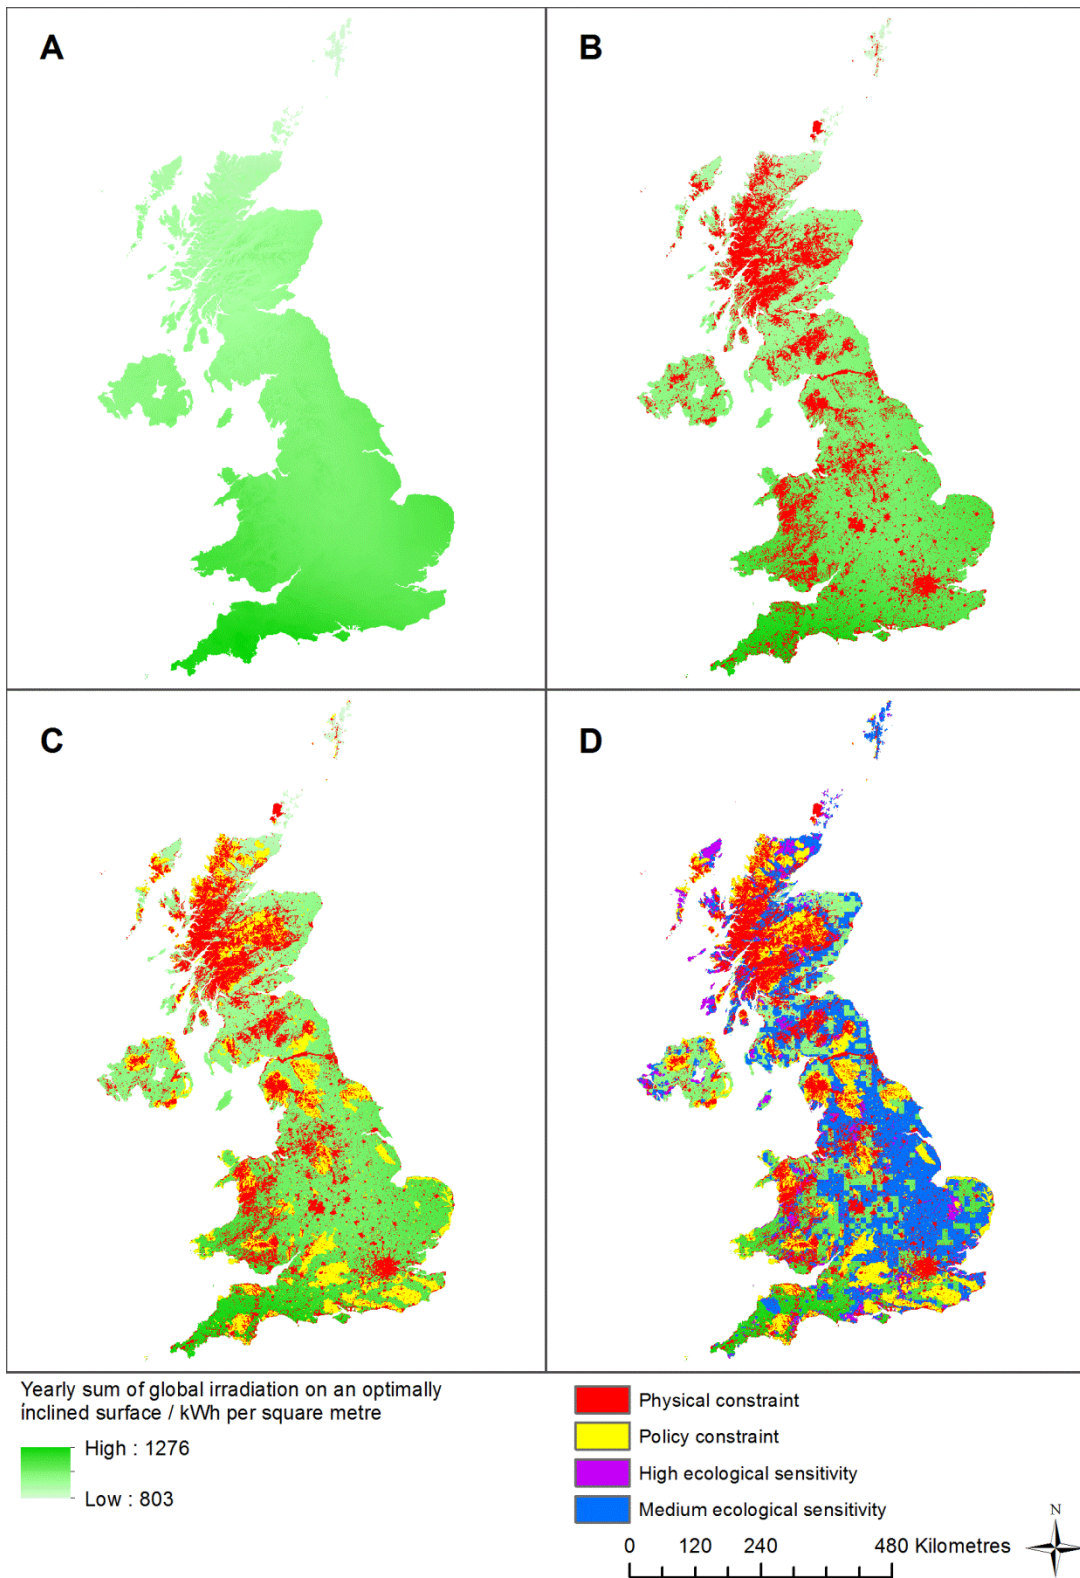 A
B
C
D
Yearly sum of global irradiation on an optimally
inclined surface / kWh per square metre
High : 1276
Low : 803
Physical constraint
Policy constraint
High ecological sensitivity
Medium ecological sensitivity
N
0 120 240 480 Kilometres